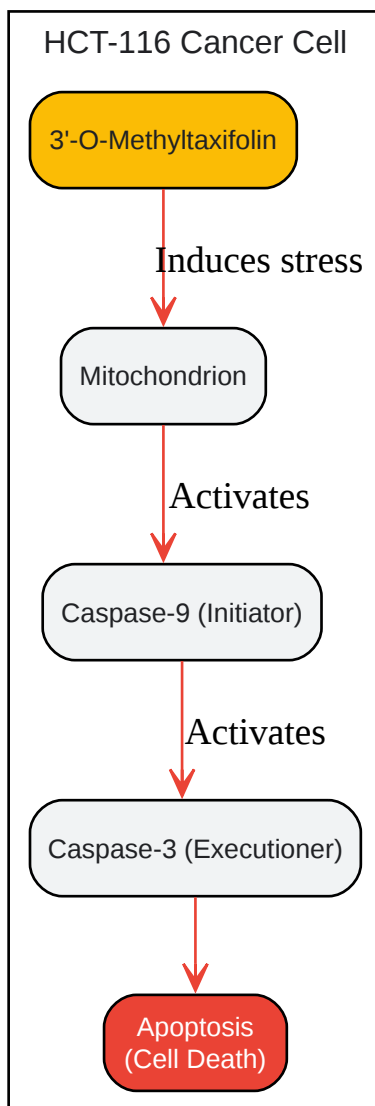 HCT-116 Cancer Cell
3'-O-Methyltaxifolin
Induces stress
Mitochondrion
Activates
Caspase-9 (Initiator)
Activates
Caspase-3 (Executioner)
Apoptosis
(Cell Death)